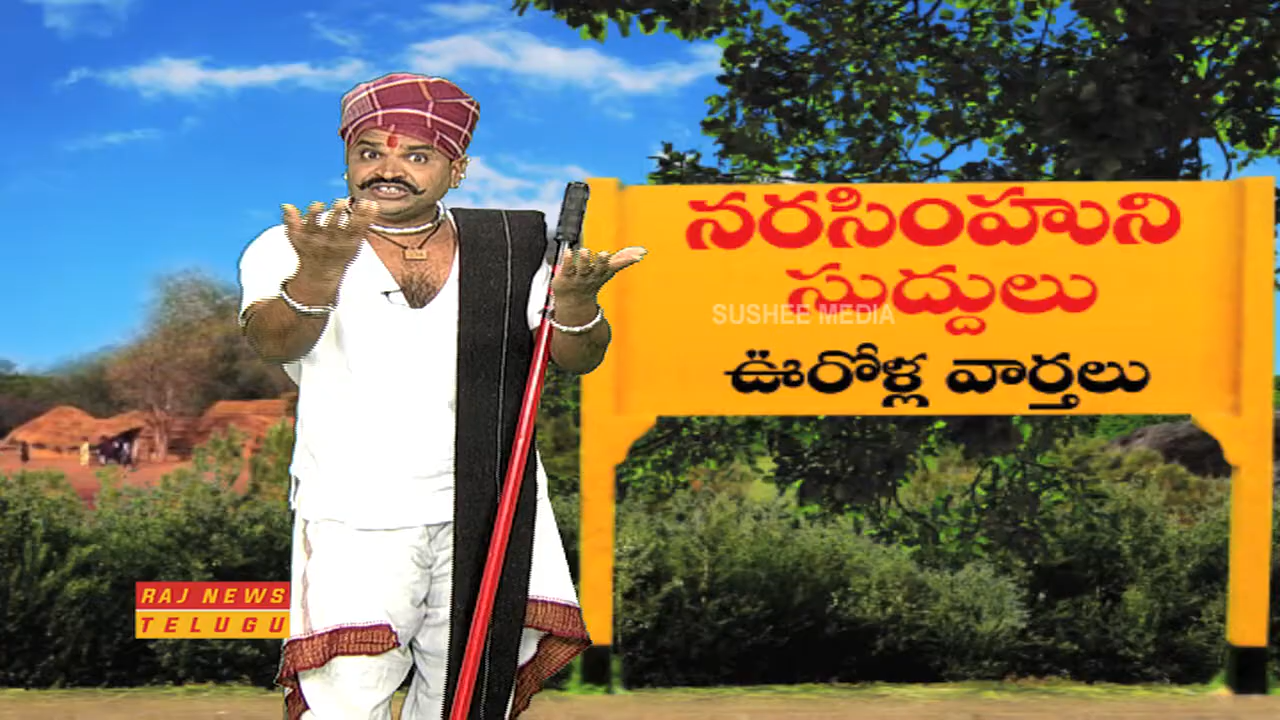 నరసింహుని
సుద్దులు
SUSHEE MEDIA
ఊరోళ్ల వార్తలు
RAJ NEWS
TELUGU